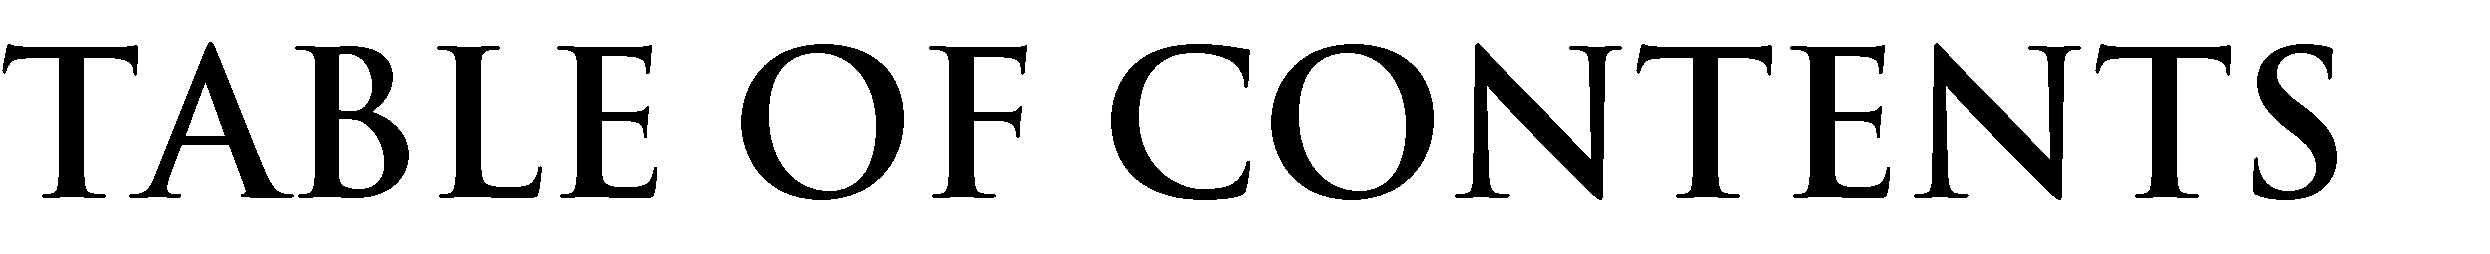 TABLE OF CONTENTS